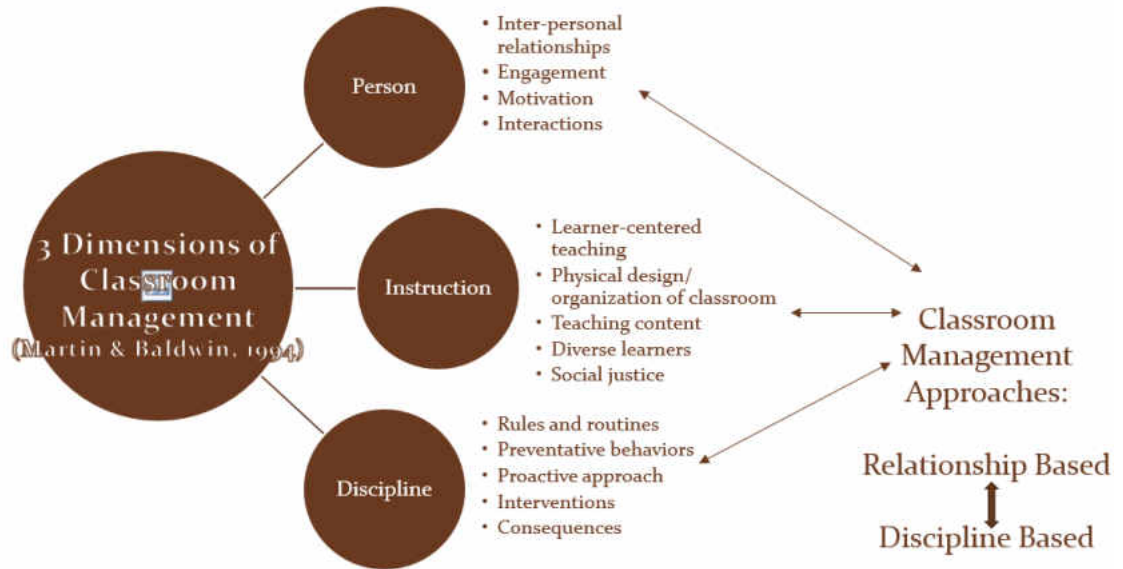 3 Dimensions of
Classroom
Management
(Martin & Baldwin, 1994)
Person
• Inter-personal
relationships
• Engagement
• Motivation
• Interactions
Instruction
• Learner-centered
teaching
• Physical design/
organization of classroom
• Teaching content
• Diverse learners
• Social justice
Discipline
• Rules and routines
• Preventative behaviors
• Proactive approach
• Interventions
• Consequences
Classroom
Management
Approaches:
Relationship Based
Discipline Based